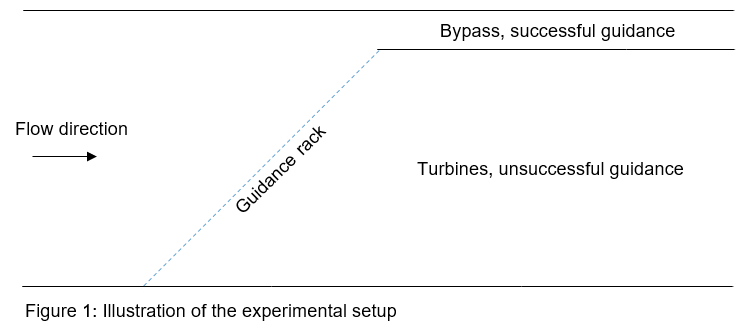 Bypass, successful guidance
Flow direction
Guidance rack
Turbines, unsuccessful guidance
Figure 1: Illustration of the experimental setup